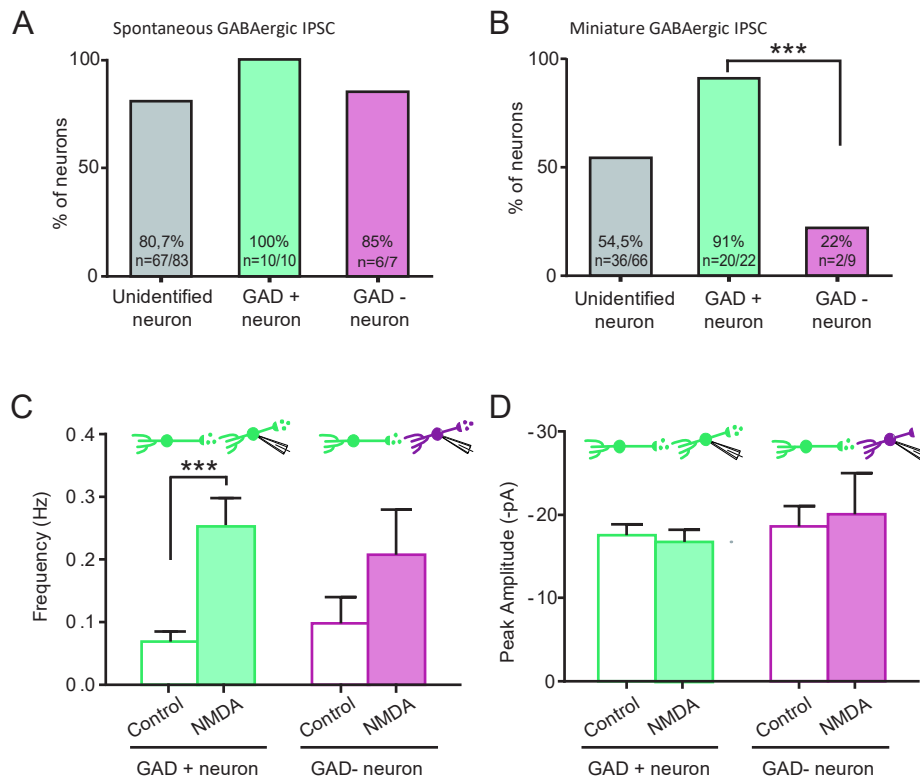 A
Spontaneous GABAergic IPSC
100
50
0
% of neurons
80,7%
n=67/83
100%
n=10/10
85%
n=6/7
Unidentified
neuron
GAD +
neuron
GAD -
neuron
B
Miniature GABAergic IPSC
***
100
50
0
% of neurons
54,5%
n=36/66
91%
n=20/22
22%
n=2/9
Unidentified
neuron
GAD +
neuron
GAD -
neuron
C
0.4
0.3
0.2
0.1
0.0
Frequency (Hz)
***
Control
NMDA
Control
NMDA
GAD + neuron
GAD- neuron
D
-30
-20
-10
0
Peak Amplitude (-pA)
Control
NMDA
Control
NMDA
GAD + neuron
GAD- neuron